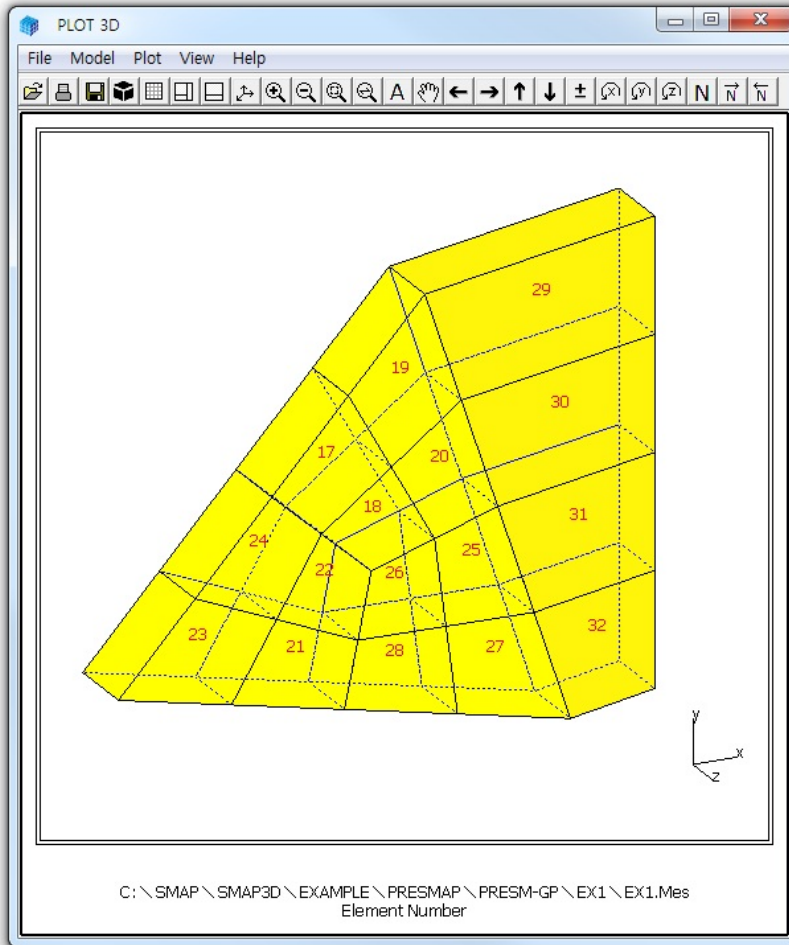 PLOT 3D
File Model Plot View Help
A N N N
29
19
30
17
20
18
31
24
25
22
26
32
23
21
28
27
y
x
z
C:\SMAP\SMAP3D\EXAMPLE\PRESMAP\PRESM-GP\EX1\EX1.Mes
Element Number